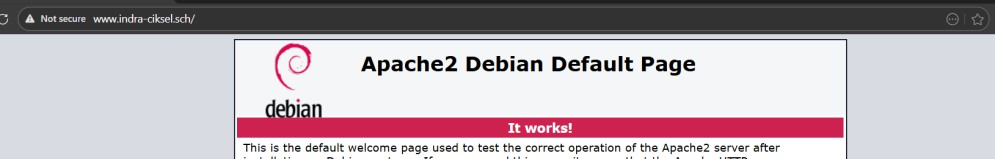 Not secure www.indra-ciksel.sch/
Apache2 Debian Default Page
debian
It works!
This is the default welcome page used to test the correct operation of the Apache2 server after